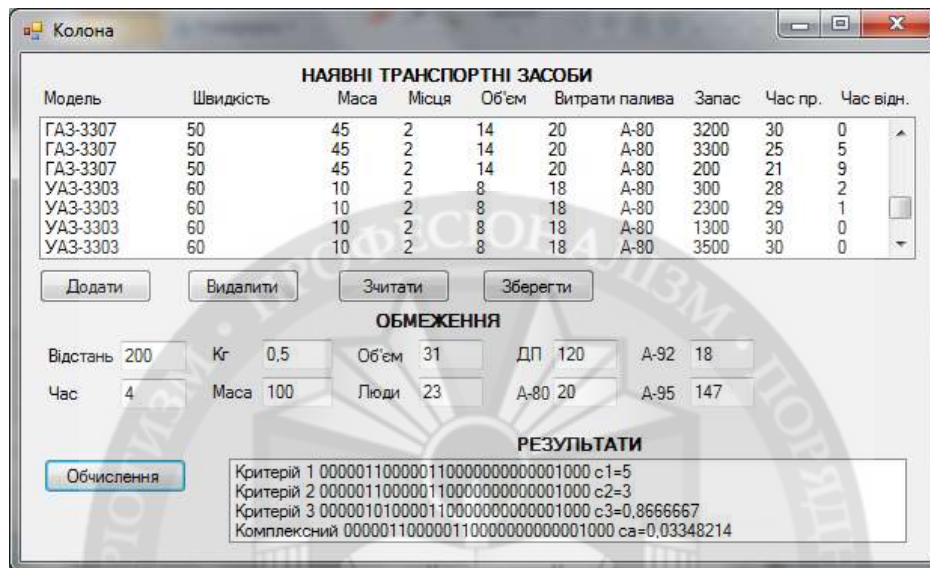 Колона
НАЯВНІ ТРАНСПОРТНІ ЗАСОБИ
Модель Швидкість Маса Місця Об'єм Витрати палива Запас Час пр. Час відн.
ГАЗ-3307 50 45 2 14 20 А-80 3200 30 0
ГАЗ-3307 50 45 2 14 20 А-80 3300 25 5
ГАЗ-3307 50 45 2 14 20 А-80 200 21 9
УАЗ-3303 60 10 2 8 18 А-80 300 28 2
УАЗ-3303 60 10 2 8 18 А-80 2300 29 1
УАЗ-3303 60 10 2 8 18 А-80 1300 30 0
УАЗ-3303 60 10 2 8 18 А-80 3500 30 0
Додати Видалити Зчитати Зберегти
ОБМЕЖЕННЯ
Відстань 200 Кг 0,5 Об'єм 31 ДП 120 А-92 18
Час 4 Маса 100 Люди 23 А-80 20 А-95 147
РЕЗУЛЬТАТИ
Обчислення
Критерій 1 000001100000110000000000001000 c1=5
Критерій 2 000001100000110000000000001000 c2=3
Критерій 3 000001010000110000000000001000 c3=0,8666667
Комплексний 000001100000110000000000001000 ca=0,03348214